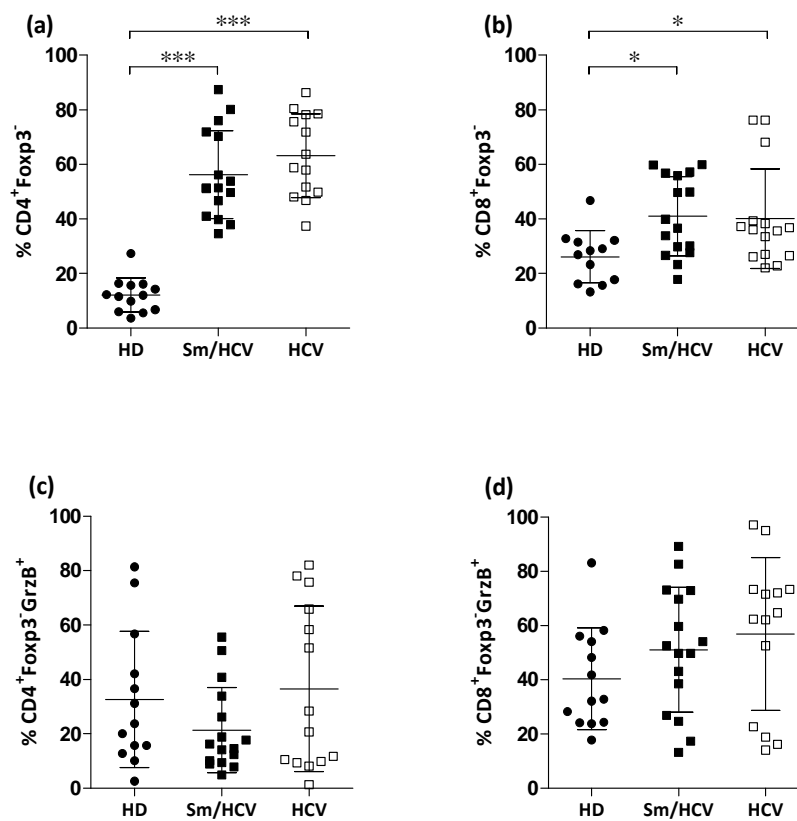 (a)
***
***
% CD4⁺Foxp3⁻
100
80
60
40
20
0
HD Sm/HCV HCV
(b)
*
*
% CD8⁺Foxp3⁻
100
80
60
40
20
0
HD Sm/HCV HCV
(c)
% CD4⁺Foxp3⁻GrzB⁺
100
80
60
40
20
0
HD Sm/HCV HCV
(d)
% CD8⁺Foxp3⁻GrzB⁺
100
80
60
40
20
0
HD Sm/HCV HCV